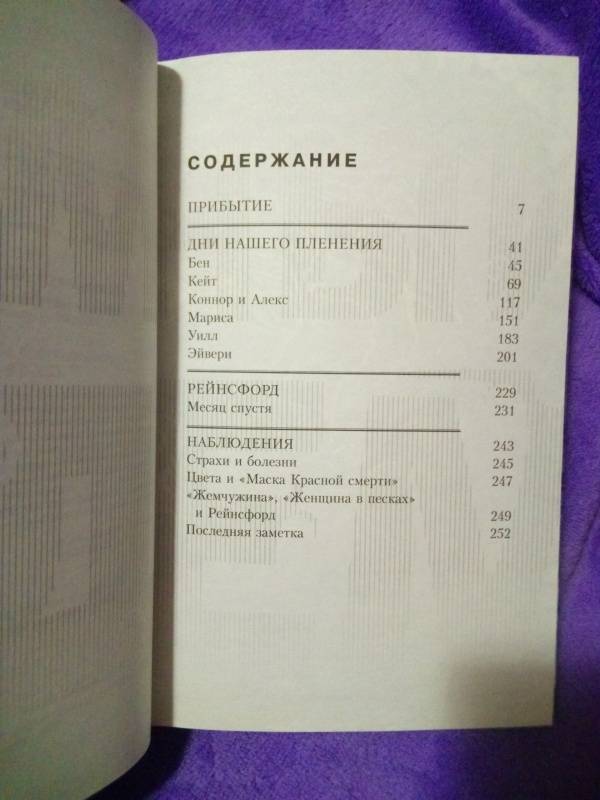 СОДЕРЖАНИЕ
ПРИБЫТИЕ 7
ДНИ НАШЕГО ПЛЕНЕНИЯ 41
Бен 45
Кейт 69
Коннор и Алекс 117
Мариса 151
Уилл 183
Эйвери 201
РЕЙНСФОРД 229
Месяц спустя 231
НАБЛЮДЕНИЯ 243
Страхи и болезни 245
Цвета и «Маска Красной смерти» 247
«Жемчужина», «Женщина в песках»
и Рейнсфорд 249
Последняя заметка 252